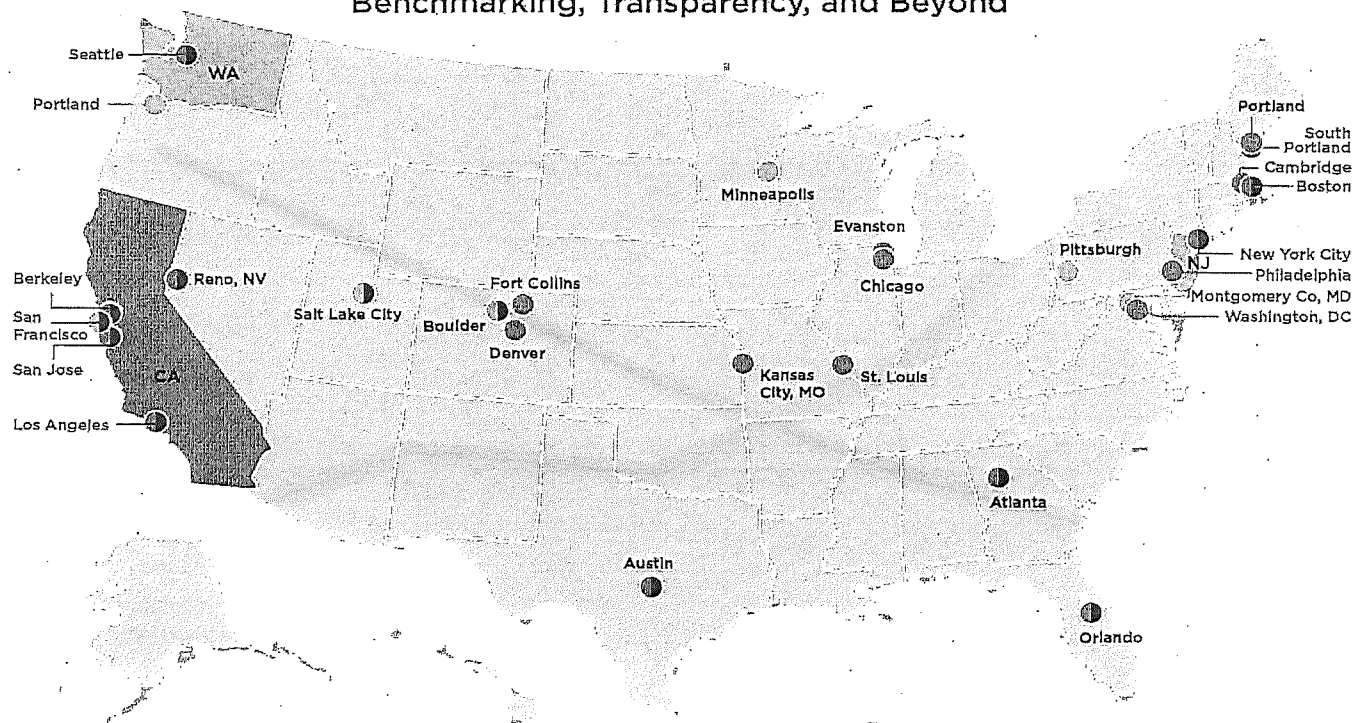 Benchmarking, Transparency, and Beyond
Seattle
WA
Portland
Portland
South
Portland
Cambridge
Boston
Minneapolis
Evanston
Chicago
Pittsburgh
NJ
New York City
Philadelphia
Montgomery Co, MD
Washington, DC
Berkeley
San
Francisco
San Jose
CA
Los Angeles
Reno, NV
Salt Lake City
Fort Collins
Boulder
Denver
Kansas
City, MO
St. Louis
Atlanta
Austin
Orlando